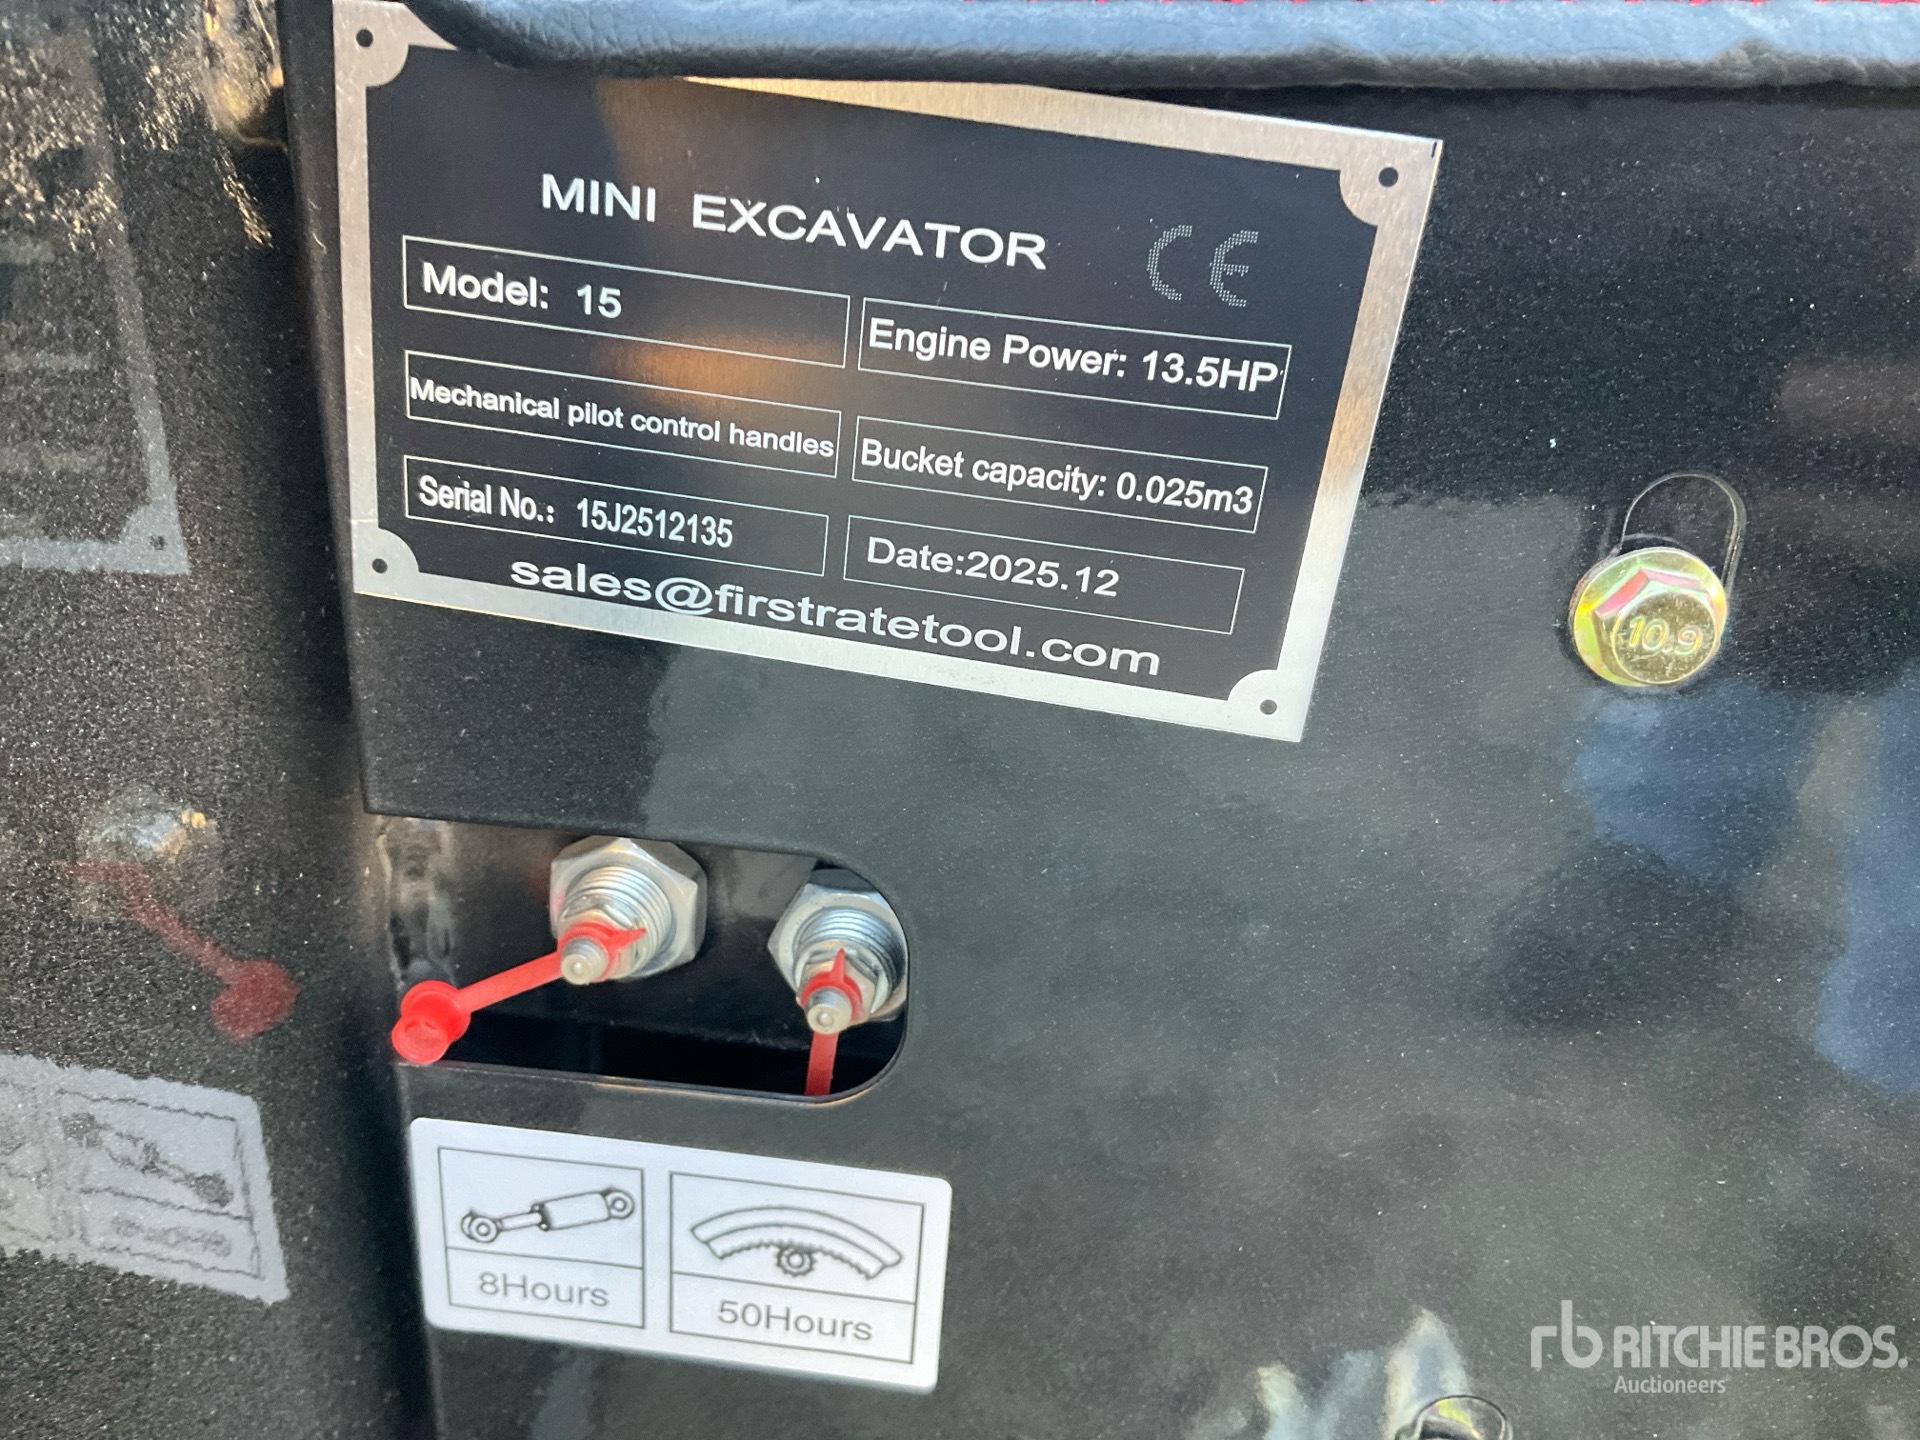 MINI EXCAVATOR CE
Model: 15
Engine Power: 13.5HP
Mechanical pilot control handles
Bucket capacity: 0.025m3
Serial No.: 15J2512135
Date:2025.12
sales@firstratetool.com
10.9
8Hours
50Hours
rb RITCHIE BROS.
Auctioneers